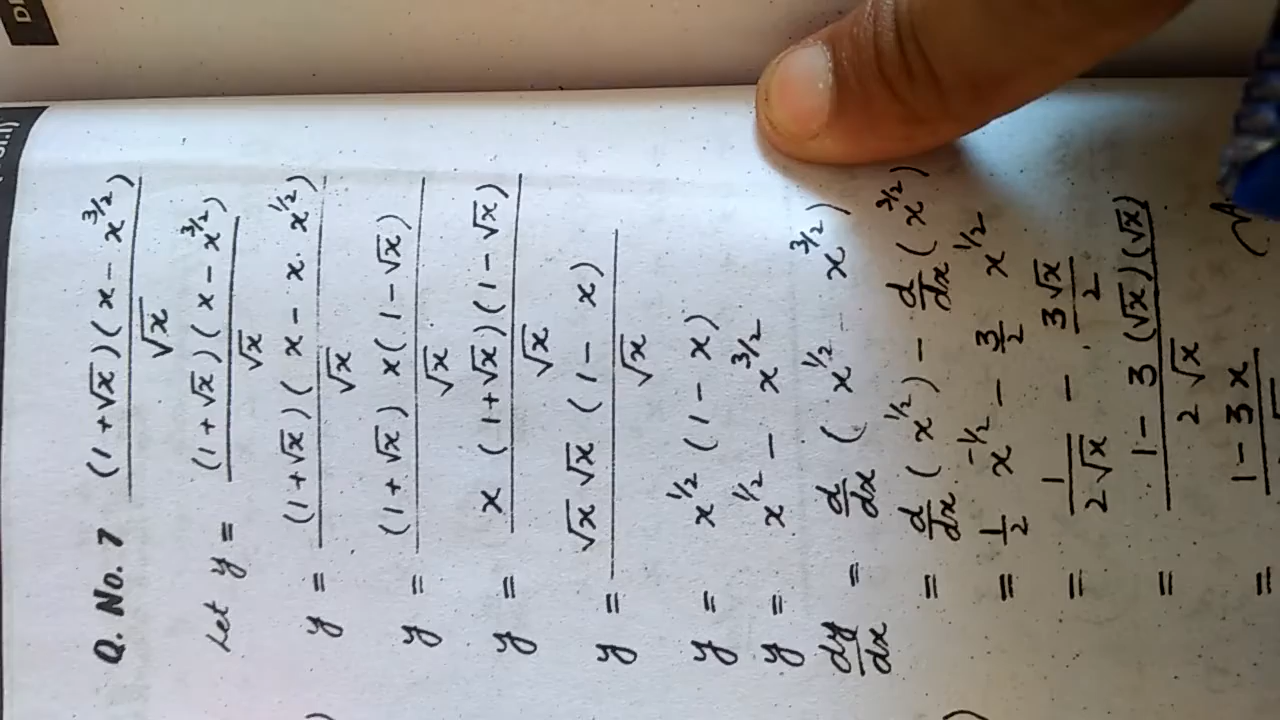 Q. No. 7 (1+√x)(x - x^3/2) / √x
Let y = (1+√x)(x - x^3/2) / √x
y = (1+√x)(x - x. x^1/2) / √x
y = (1+√x) x(1-√x) / √x
y = x (1+√x)(1-√x) / √x
y = √x √x (1 - x) / √x
y = x^1/2 (1-x)
y = x^1/2 - x^3/2
dy/dx = d/dx ( x^1/2 - x^3/2 )
= d/dx (x^1/2) - d/dx (x^3/2)
= 1/2 x^-1/2 - 3/2 x^1/2
= 1/2√x - 3√x/2
= 1 - 3 (√x)(√x) / 2√x
= 1 - 3x